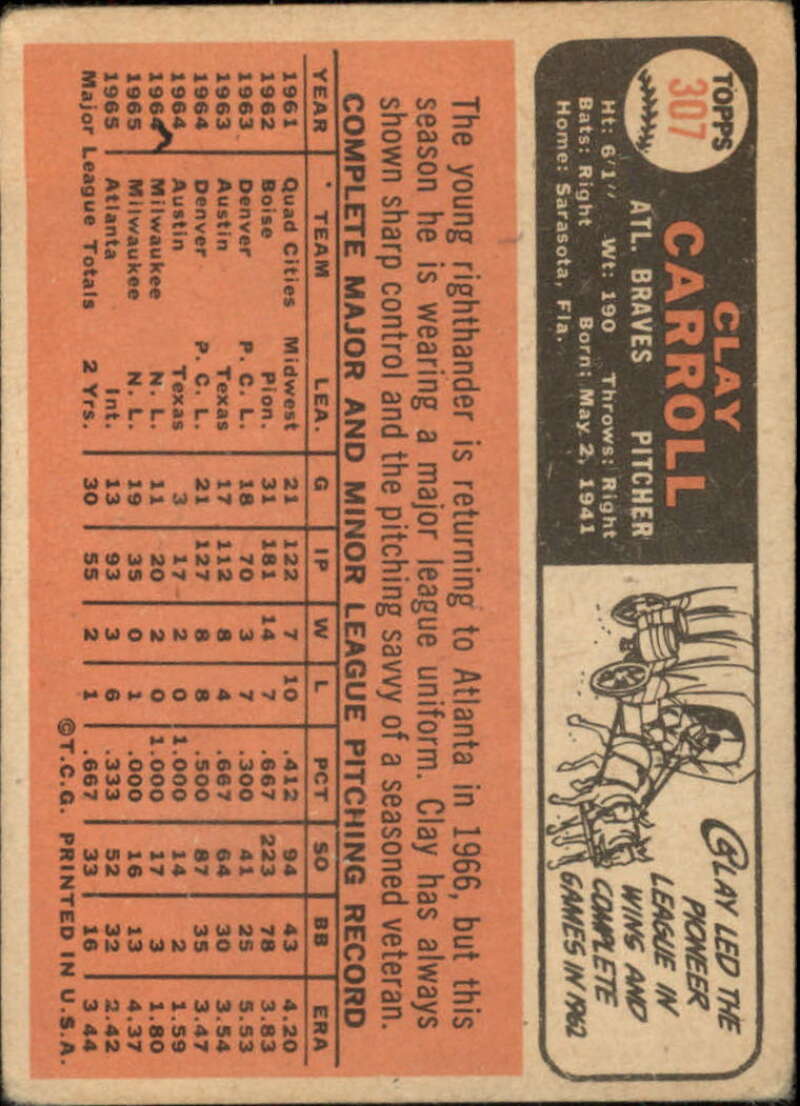 TOPPS
307
CLAY
CARROLL
ATL. BRAVES PITCHER
Ht: 6'1" Wt: 190 Throws: Right
Bats: Right Born: May 2, 1941
Home: Sarasota, Fla.
CLAY LED THE
PIONEER
LEAGUE IN
WINS AND
COMPLETE
GAMES IN 1962
The young righthander is returning to Atlanta in 1966, but this
season he is wearing a major league uniform. Clay has always
shown sharp control and the pitching savvy of a seasoned veteran.
COMPLETE MAJOR AND MINOR LEAGUE PITCHING RECORD
YEAR TEAM LEA. G IP W L PCT SO BB ERA
1961 Quad Cities Midwest 21 122 7 10 .412 94 43 4.20
1962 Boise Pion. 31 181 14 7 .667 223 78 3.83
1963 Denver P. C. L. 18 70 3 7 .300 41 25 5.53
1963 Austin Texas 17 112 8 4 .667 64 30 3.54
1964 Denver P. C. L. 21 127 8 8 .500 87 35 3.47
1964 Austin Texas 3 17 2 0 1.000 14 2 1.59
1964 Milwaukee N. L. 11 20 2 0 1.000 17 3 1.80
1965 Milwaukee N. L. 19 35 0 1 .000 16 13 4.37
1965 Atlanta Int. 13 93 3 6 .333 52 32 2.42
Major League Totals 2 Yrs. 30 55 2 1 .667 33 16 3.44
©T.C.G. PRINTED IN U.S.A.